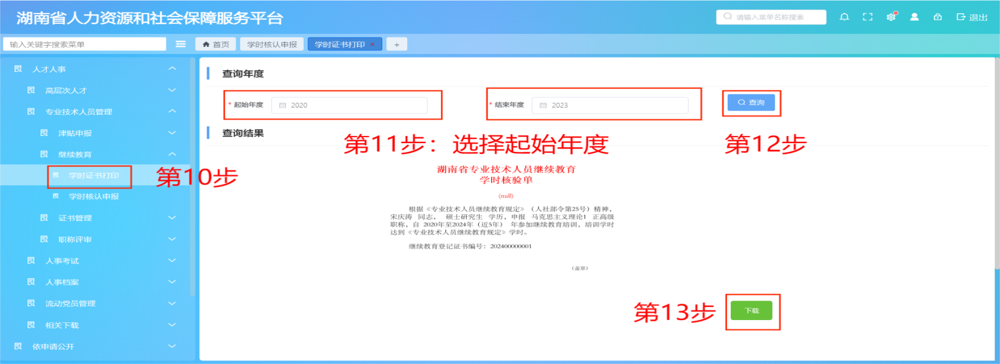 湖南省人力资源和社会保障服务平台
请输入菜单名称搜索
退出
输入关键字搜索菜单
首页
学时核认申报
学时证书打印 ×
+
人才人事
高层次人才
专业技术人员管理
津贴申报
继续教育
学时证书打印
第10步
学时核认申报
证书管理
职称评审
人事考试
人事档案
流动党员管理
相关下载
依申请公开
查询年度
* 起始年度 2020
* 结束年度 2023
查询
查询结果
第11步：选择起始年度
第12步
湖南省专业技术人员继续教育
学时核验单
(null)
根据《专业技术人员继续教育规定》（人社部令第25号）精神，
宋庆涛 同志， 硕士研究生 学历，申报 马克思主义理论1 正高级
职称，自 2020年至2024年（近5年） 年参加继续教育培训，培训学时
达到《专业技术人员继续教育规定》学时。
继续教育登记证书编号：202400000001
（盖章）
第13步
下载